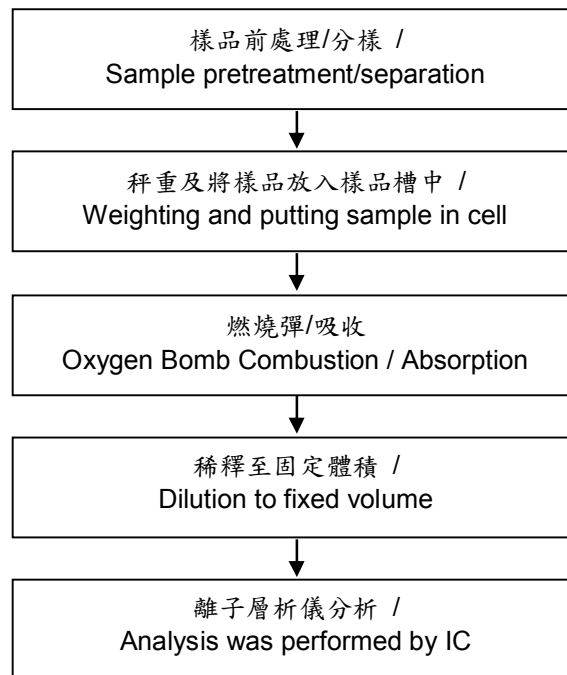 樣品前處理/分樣 /
Sample pretreatment/separation
秤重及將樣品放入樣品槽中 /
Weighting and putting sample in cell
燃燒彈/吸收
Oxygen Bomb Combustion / Absorption
稀釋至固定體積 /
Dilution to fixed volume
離子層析儀分析 /
Analysis was performed by IC